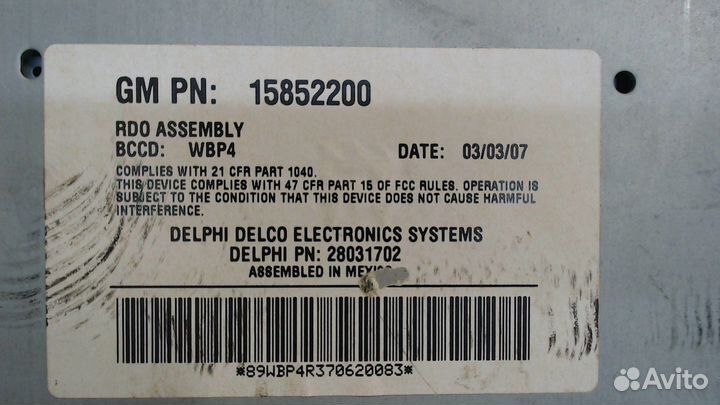 GM PN: 15852200
RDO ASSEMBLY
BCCD: WBP4 DATE: 03/03/07
COMPLIES WITH 21 CFR PART 1040.
THIS DEVICE COMPLIES WITH 47 CFR PART 15 OF FCC RULES. OPERATION IS
SUBJECT TO THE CONDITION THAT THIS DEVICE DOES NOT CAUSE HARMFUL
INTERFERENCE.
DELPHI DELCO ELECTRONICS SYSTEMS
DELPHI PN: 28031702
ASSEMBLED IN MEXICO
*89WBP4R370620083*
Avito